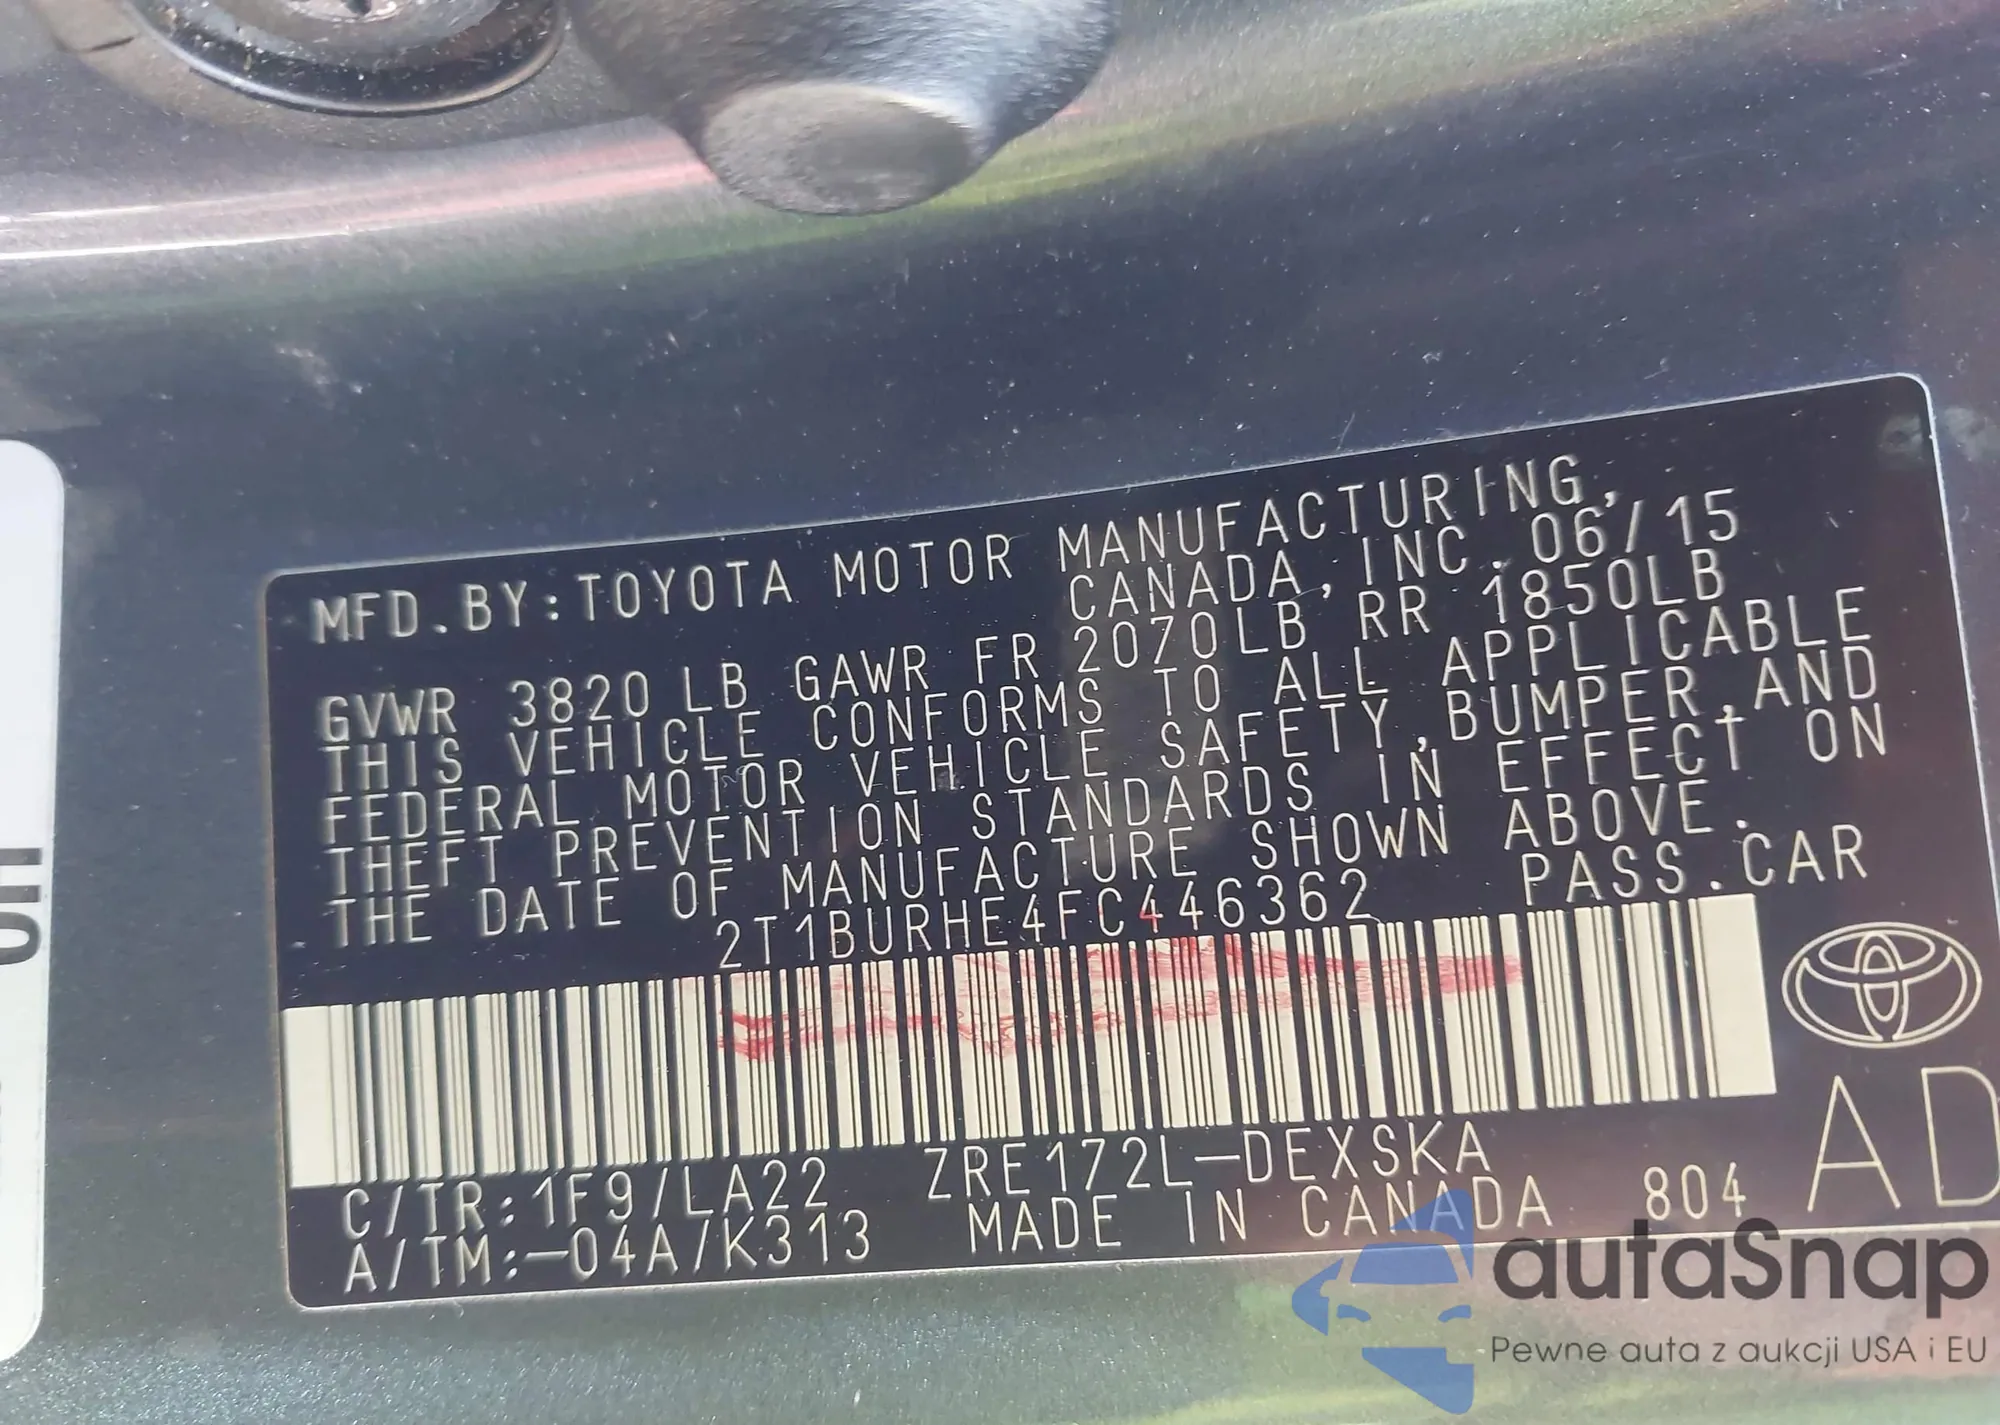 MFD.BY:TOYOTA MOTOR MANUFACTURING,
CANADA,INC.06/15
GVWR 3820 LB GAWR FR 2070LB RR 1850LB
THIS VEHICLE CONFORMS TO ALL APPLICABLE
FEDERAL MOTOR VEHICLE SAFETY,BUMPER,AND
THEFT PREVENTION STANDARDS IN EFFECT ON
THE DATE OF MANUFACTURE SHOWN ABOVE.
2T1BURHE4FC446362 PASS.CAR
C/TR:1F9/LA22 ZRE172L-DEXSKA
A/TM:-04A/K313 MADE IN CANADA 804
AD
autaSnap
Pewne auta z aukcji USA i EU